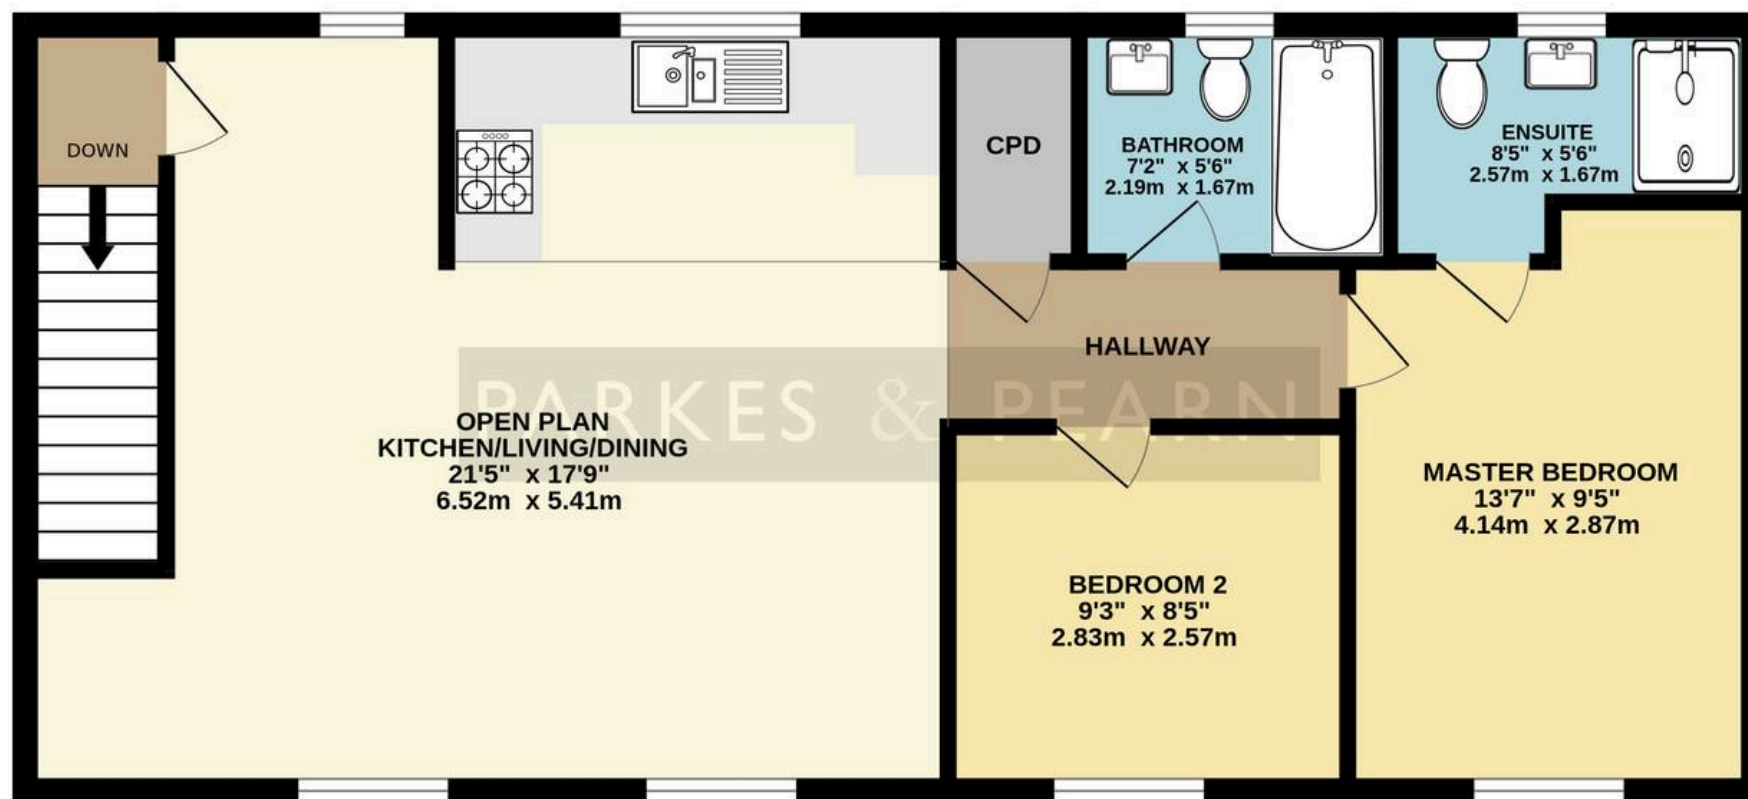 DOWN
CPD
BATHROOM
7'2" x 5'6"
2.19m x 1.67m
ENSUITE
8'5" x 5'6"
2.57m x 1.67m
HALLWAY
PARKES & PEARN
OPEN PLAN
KITCHEN/LIVING/DINING
21'5" x 17'9"
6.52m x 5.41m
MASTER BEDROOM
13'7" x 9'5"
4.14m x 2.87m
BEDROOM 2
9'3" x 8'5"
2.83m x 2.57m